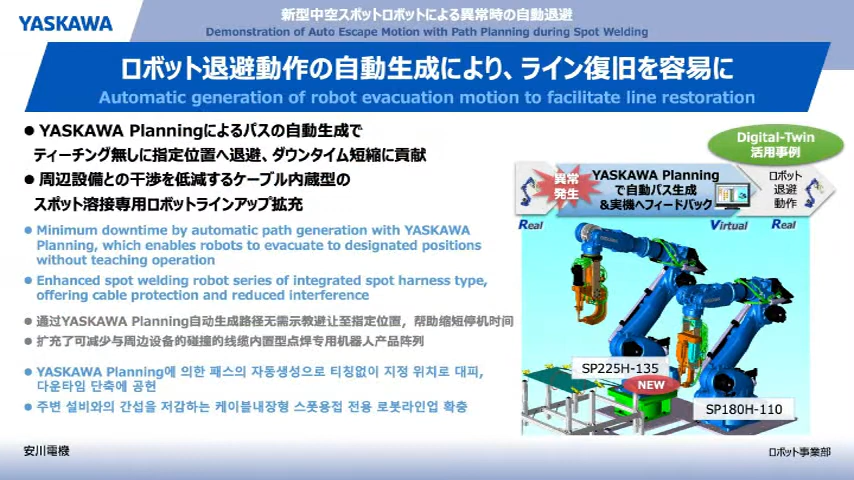 YASKAWA
新型中空スポットロボットによる異常時の自動退避
Demonstration of Auto Escape Motion with Path Planning during Spot Welding
ロボット退避動作の自動生成により、ライン復旧を容易に
Automatic generation of robot evacuation motion to facilitate line restoration
● YASKAWA Planningによるパスの自動生成で
ティーチング無しに指定位置へ退避、ダウンタイム短縮に貢献
● 周辺設備との干渉を低減するケーブル内蔵型の
スポット溶接専用ロボットラインアップ拡充
● Minimum downtime by automatic path generation with YASKAWA
Planning, which enables robots to evacuate to designated positions
without teaching operation
● Enhanced spot welding robot series of integrated spot harness type,
offering cable protection and reduced interference
● 通过YASKAWA Planning自动生成路径无需示教避让至指定位置，帮助缩短停机时间
● 扩充了可减少与周边设备的碰撞的线缆内置型点焊专用机器人产品阵列
● YASKAWA Planning에 의한 패스의 자동생성으로 티칭없이 지정 위치로 대피,
다운타임 단축에 공헌
● 주변 설비와의 간섭을 저감하는 케이블내장형 스폿용접 전용 로봇라인업 확충
Digital-Twin
活用事例
異常
発生
YASKAWA Planning
で自動パス生成
&実機へフィードバック
ロボット
退避
動作
Real
Virtual
Real
SP225H-135
NEW
SP180H-110
安川電機
ロボット事業部